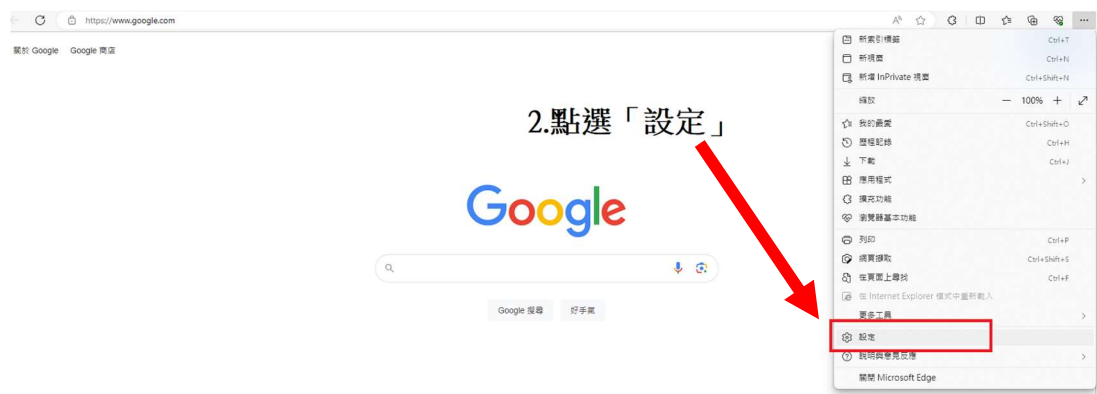 https://www.google.com
關於 Google Google 商店
2.點選「設定」
Google
Google 搜尋 好手氣
新索引標籤 Ctrl+T
新視窗 Ctrl+N
新增 InPrivate 視窗 Ctrl+Shift+N
縮放 — 100% +
我的最愛 Ctrl+Shift+O
歷程記錄 Ctrl+H
下載 Ctrl+J
應用程式
擴充功能
瀏覽器基本功能
列印 Ctrl+P
網頁擷取 Ctrl+Shift+S
在頁面上尋找 Ctrl+F
在 Internet Explorer 模式中重新載入
更多工具
設定
說明與意見反應
關閉 Microsoft Edge